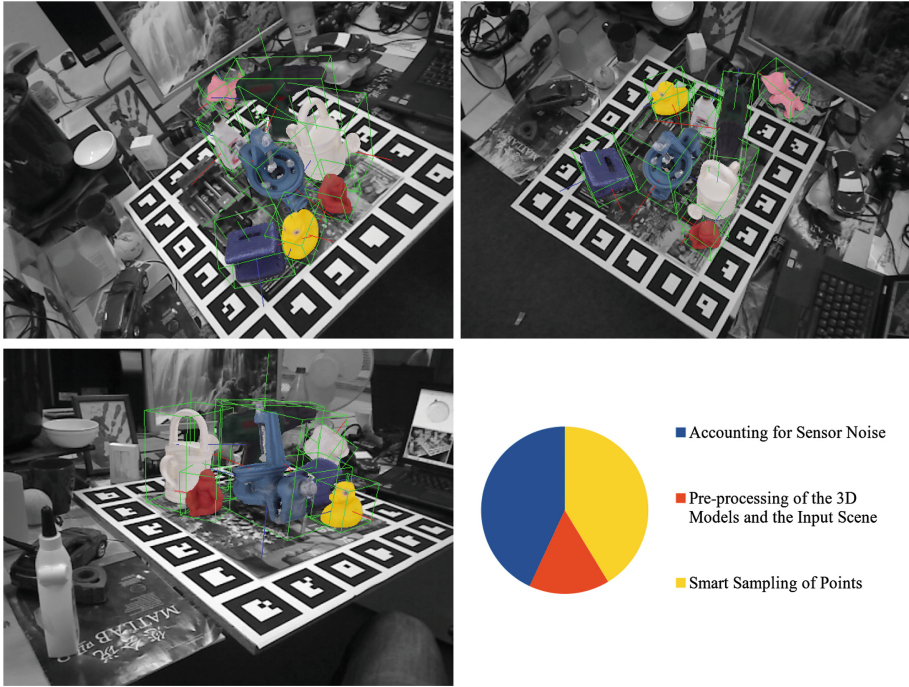 Accounting for Sensor Noise
Pre-processing of the 3D
Models and the Input Scene
Smart Sampling of Points
MATLAB